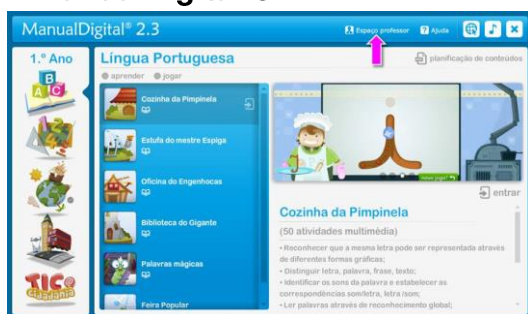 ManualDigital® 2.3
Espaço professor
Ajuda
1.º Ano
Língua Portuguesa
aprender
jogar
planificação de conteúdos
Cozinha da Pimpinela
Estufa do mestre Espiga
Oficina do Engenhocas
Biblioteca do Gigante
Palavras mágicas
Feira Popular
entrar
Cozinha da Pimpinela
(50 atividades multimédia)
• Reconhecer que a mesma letra pode ser representada através
de diferentes formas gráficas;
• Distinguir letra, palavra, frase, texto;
• Identificar os sons da palavra e estabelecer as
correspondências som/letra, letra /som;
• Ler palavras através de reconhecimento global;
TICO
cidadania